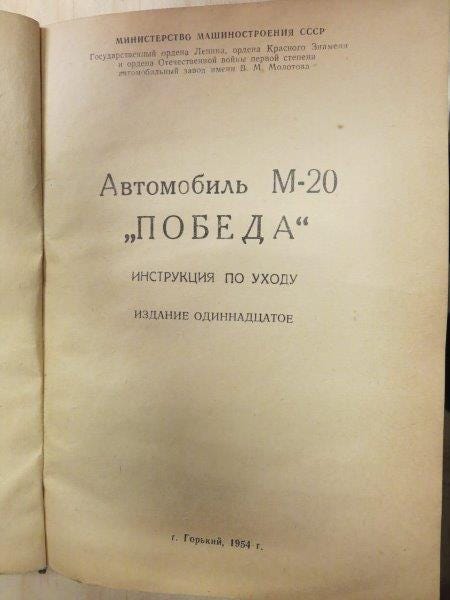 МИНИСТЕРСТВО МАШИНОСТРОЕНИЯ СССР
Государственный ордена Ленина, ордена Красного Знамени
и ордена Отечественной войны первой степени
автомобильный завод имени В. М. Молотова
Автомобиль М-20
„ПОБЕДА“
ИНСТРУКЦИЯ ПО УХОДУ
ИЗДАНИЕ ОДИННАДЦАТОЕ
г. Горький, 1954 г.